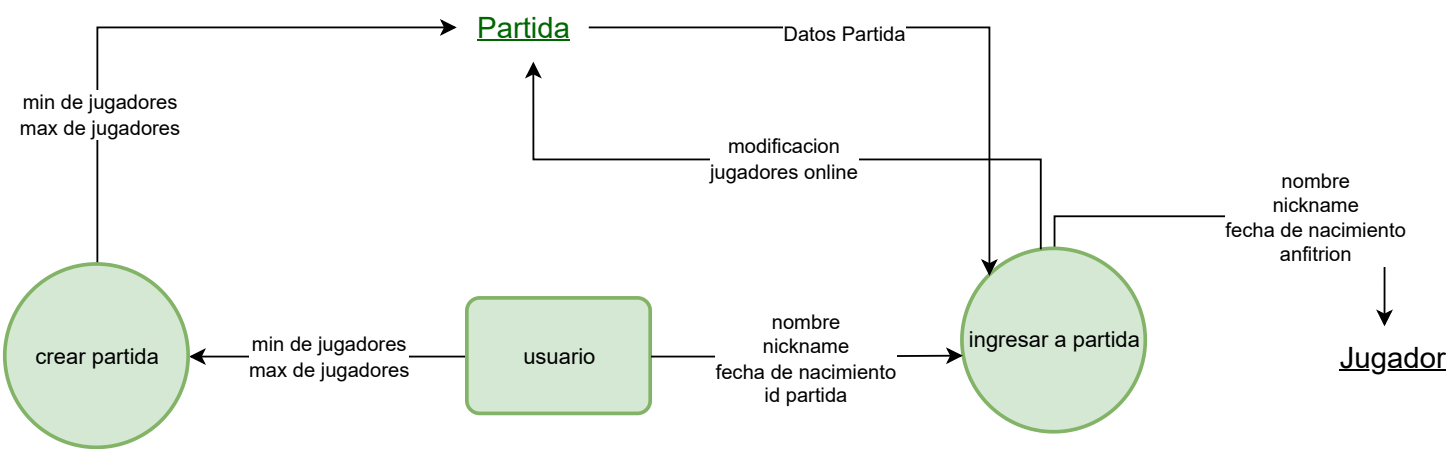 Partida
Datos Partida
min de jugadores
max de jugadores
modificacion
jugadores online
nombre
nickname
fecha de nacimiento
anfitrion
crear partida
min de jugadores
max de jugadores
usuario
nombre
nickname
fecha de nacimiento
id partida
ingresar a partida
Jugador